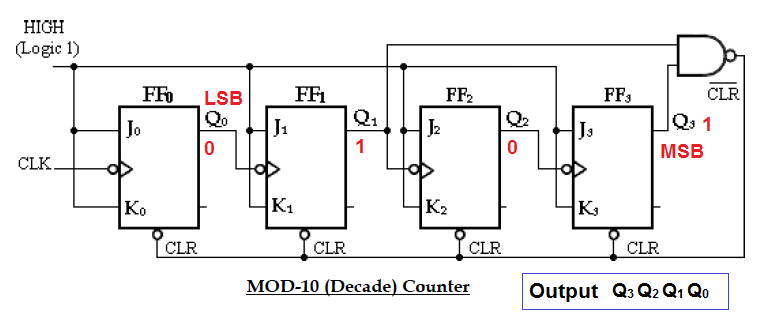 HIGH
(Logic 1)
FF0 LSB FF1 FF2 FF3
CLR
J0 Q0 J1 Q1 J2 Q2 J3 Q3 1
0 1 0 MSB
CLK
K0 K1 K2 K3
CLR CLR CLR CLR
MOD-10 (Decade) Counter
Output Q3 Q2 Q1 Q0